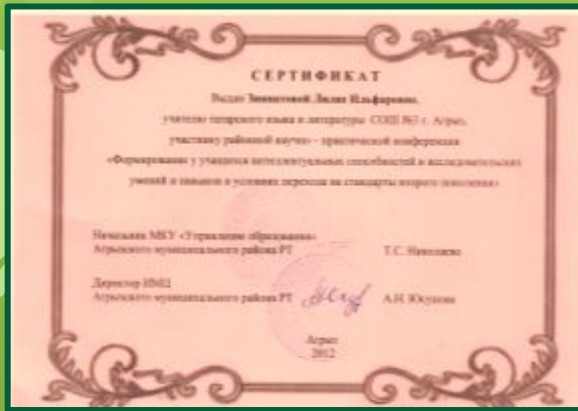 СЕРТИФИКАТ
Выдан Лилие Ильфаровне,
учителю татарского языка и литературы СОШ №3 г. Агрыз,
участнику районной научно - практической конференции
«Формирование у учащихся интеллектуальных способностей и исследовательских
умений и навыков в условиях перехода на стандарты второго поколения»
Начальник МКУ «Управление образования»
Агрызского муниципального района РТ Т.С. Николаева
Директор ИМЦ
Агрызского муниципального района РТ А.Н. Юсупова
Агрыз
2012